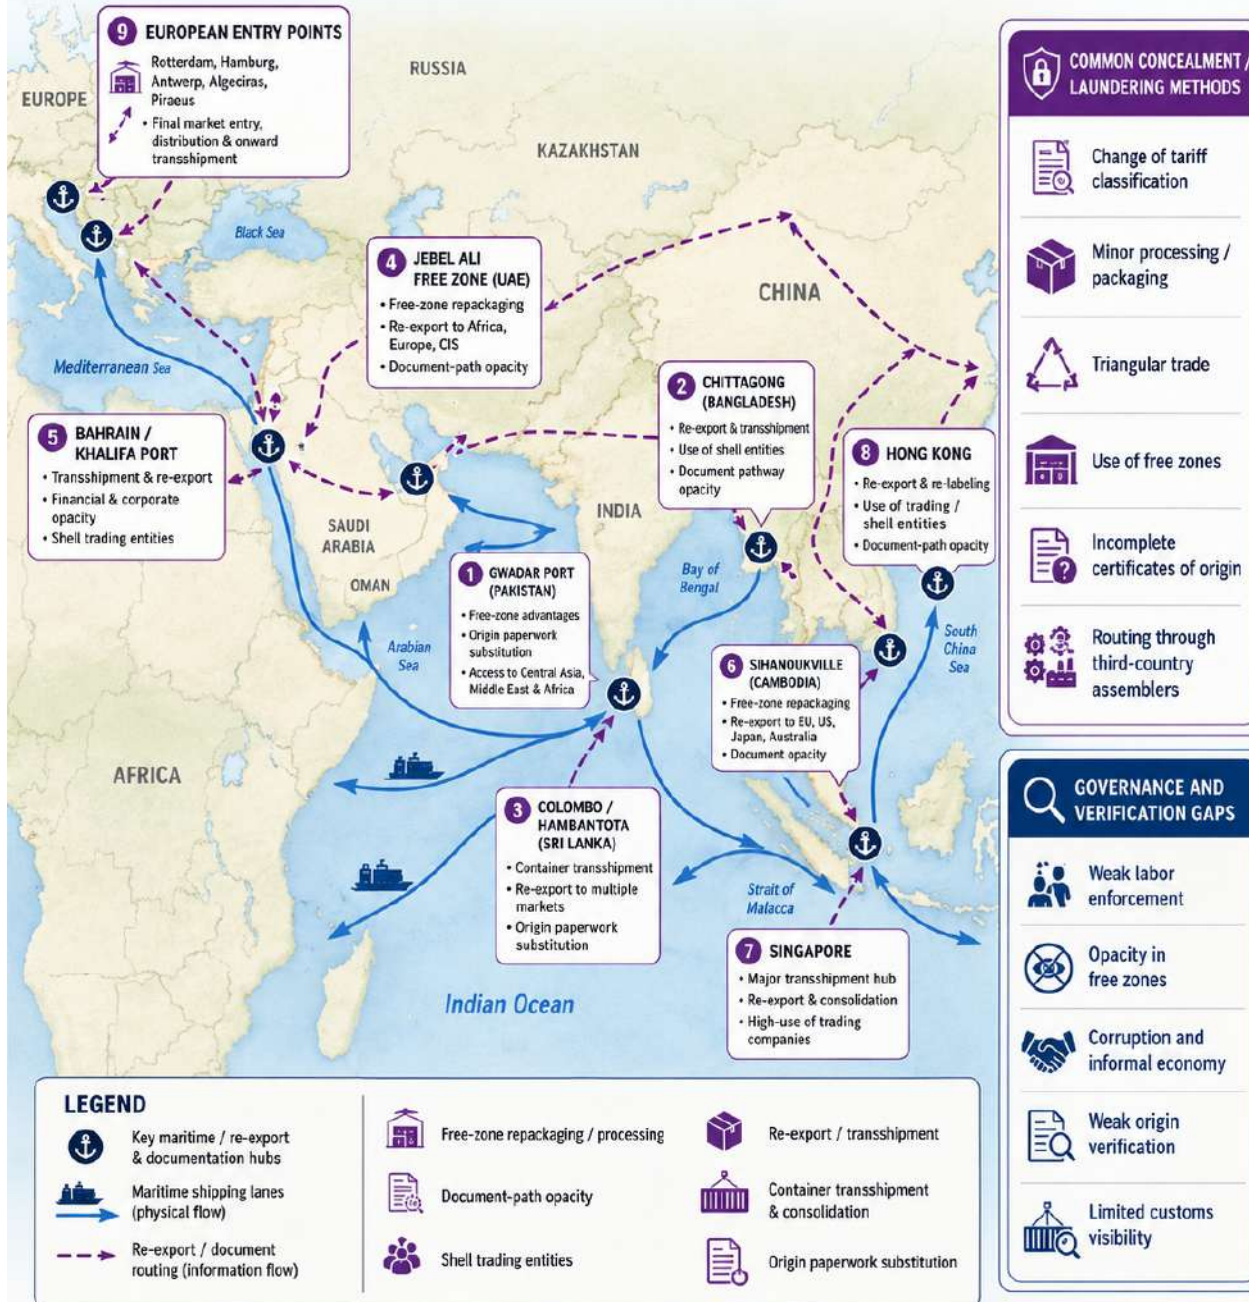 9 EUROPEAN ENTRY POINTS
Rotterdam, Hamburg,
Antwerp, Algeciras,
Piraeus
• Final market entry,
distribution & onward
transshipment
EUROPE
RUSSIA
KAZAKHSTAN
Black Sea
CHINA
Mediterranean Sea
4 JEBEL ALI
FREE ZONE (UAE)
• Free-zone repackaging
• Re-export to Africa,
Europe, CIS
• Document-path opacity
2 CHITTAGONG
(BANGLADESH)
• Re-export & transshipment
• Use of shell entities
• Document pathway
opacity
5 BAHRAIN /
KHALIFA PORT
• Transshipment & re-export
• Financial & corporate
opacity
• Shell trading entities
8 HONG KONG
• Re-export & re-labeling
• Use of trading /
shell entities
• Document-path opacity
SAUDI
ARABIA
OMAN
INDIA
Arabian
Sea
Bay of
Bengal
South
China
Sea
1 GWADAR PORT
(PAKISTAN)
• Free-zone advantages
• Origin paperwork
substitution
• Access to Central Asia,
Middle East & Africa
6 SIHANOUKVILLE
(CAMBODIA)
• Free-zone repackaging
• Re-export to EU, US,
Japan, Australia
• Document opacity
AFRICA
3 COLOMBO /
HAMBANTOTA
(SRI LANKA)
• Container transshipment
• Re-export to multiple
markets
• Origin paperwork
substitution
Strait of
Malacca
7 SINGAPORE
• Major transshipment hub
• Re-export & consolidation
• High-use of trading
companies
Indian Ocean
COMMON CONCEALMENT /
LAUNDERING METHODS
Change of tariff
classification
Minor processing /
packaging
Triangular trade
Use of free zones
Incomplete
certificates of origin
Routing through
third-country
assemblers
GOVERNANCE AND
VERIFICATION GAPS
Weak labor
enforcement
Opacity in
free zones
Corruption and
informal economy
Weak origin
verification
Limited customs
visibility
LEGEND
Key maritime / re-export
& documentation hubs
Maritime shipping lanes
(physical flow)
Re-export / document
routing (information flow)
Free-zone repackaging / processing
Document-path opacity
Shell trading entities
Re-export / transshipment
Container transshipment
& consolidation
Origin paperwork substitution